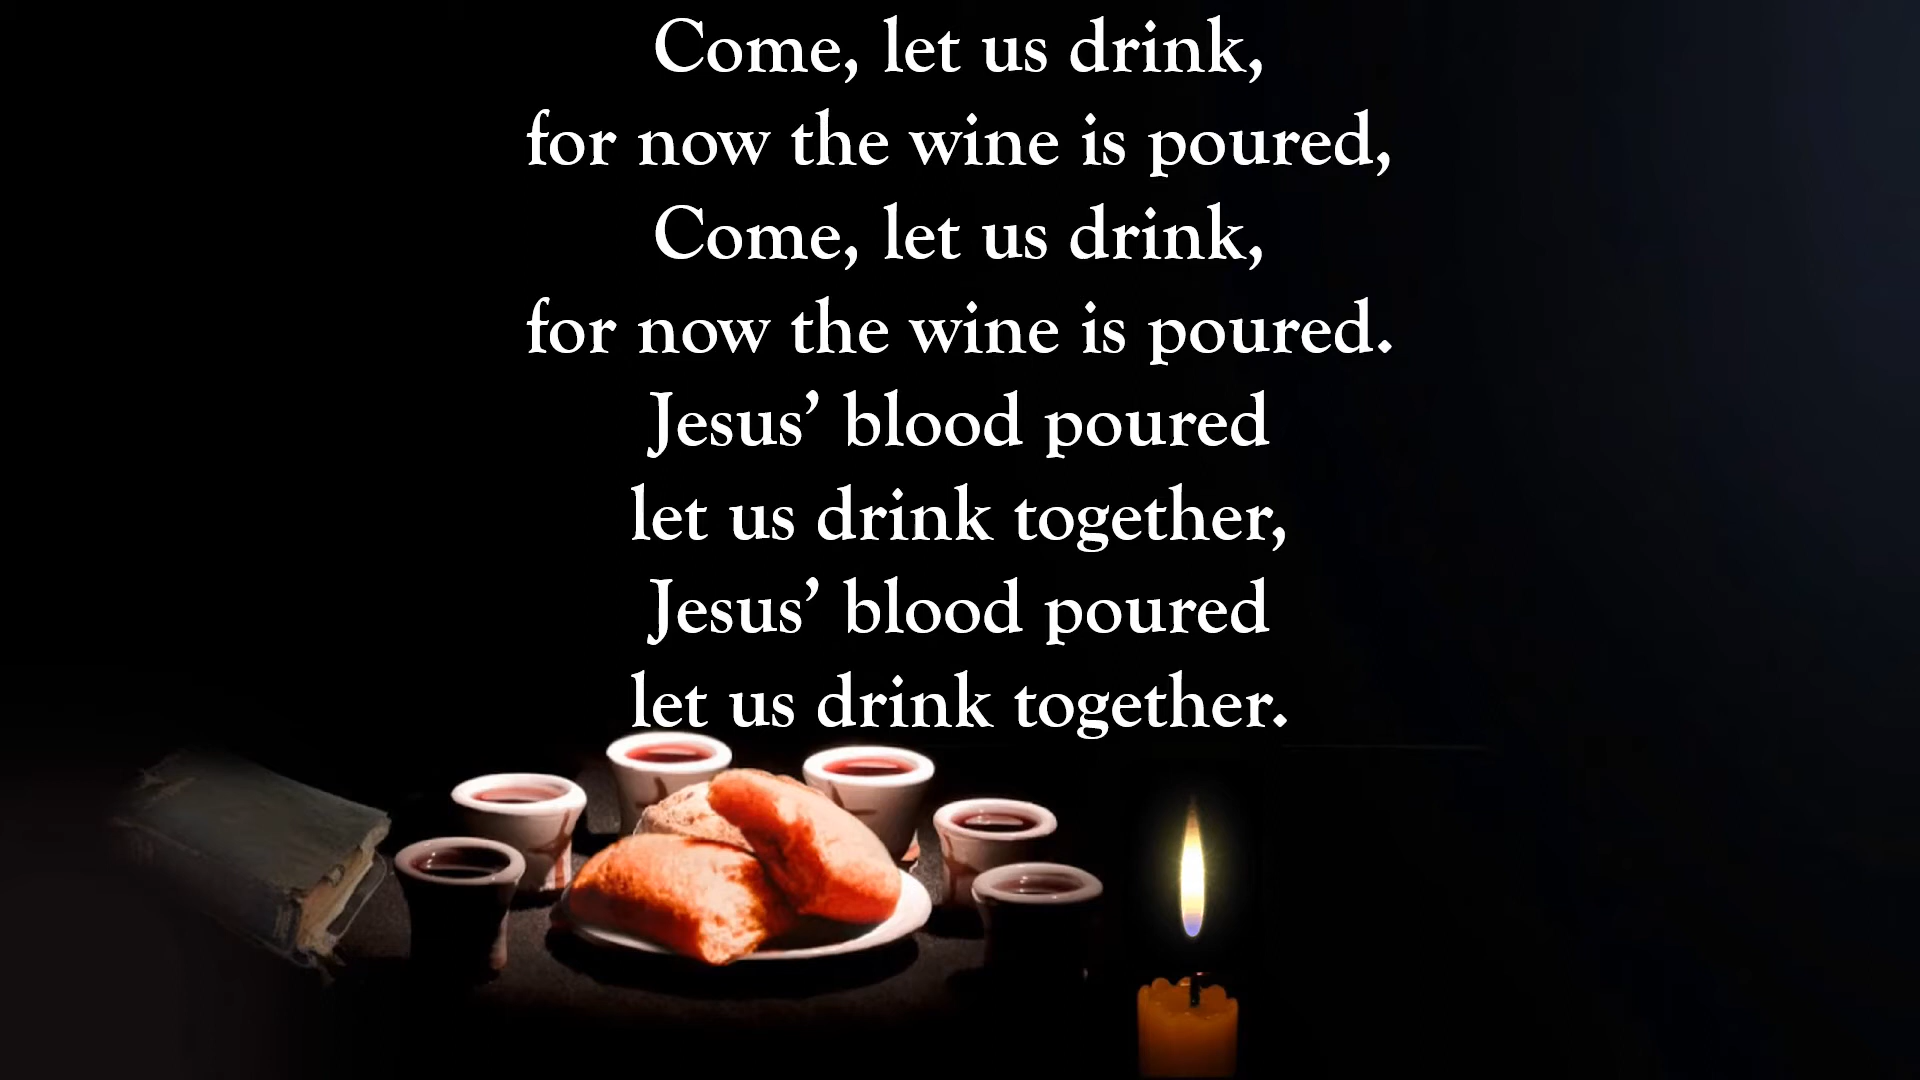 Come, let us drink,
for now the wine is poured,
Come, let us drink,
for now the wine is poured.
Jesus’ blood poured
let us drink together,
Jesus’ blood poured
let us drink together.